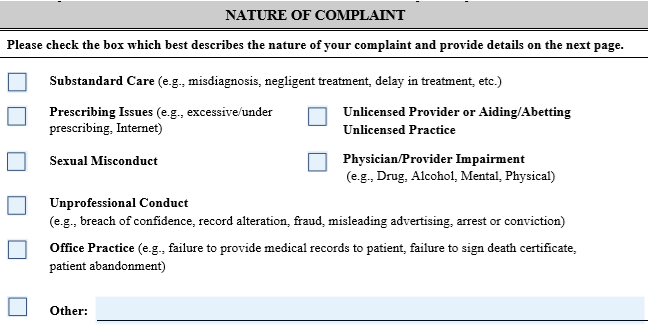 NATURE OF COMPLAINT
Please check the box which best describes the nature of your complaint and provide details on the next page.
Substandard Care (e.g., misdiagnosis, negligent treatment, delay in treatment, etc.)
Prescribing Issues (e.g., excessive/under
prescribing, Internet)
Unlicensed Provider or Aiding/Abetting
Unlicensed Practice
Sexual Misconduct
Physician/Provider Impairment
(e.g., Drug, Alcohol, Mental, Physical)
Unprofessional Conduct
(e.g., breach of confidence, record alteration, fraud, misleading advertising, arrest or conviction)
Office Practice (e.g., failure to provide medical records to patient, failure to sign death certificate,
patient abandonment)
Other: